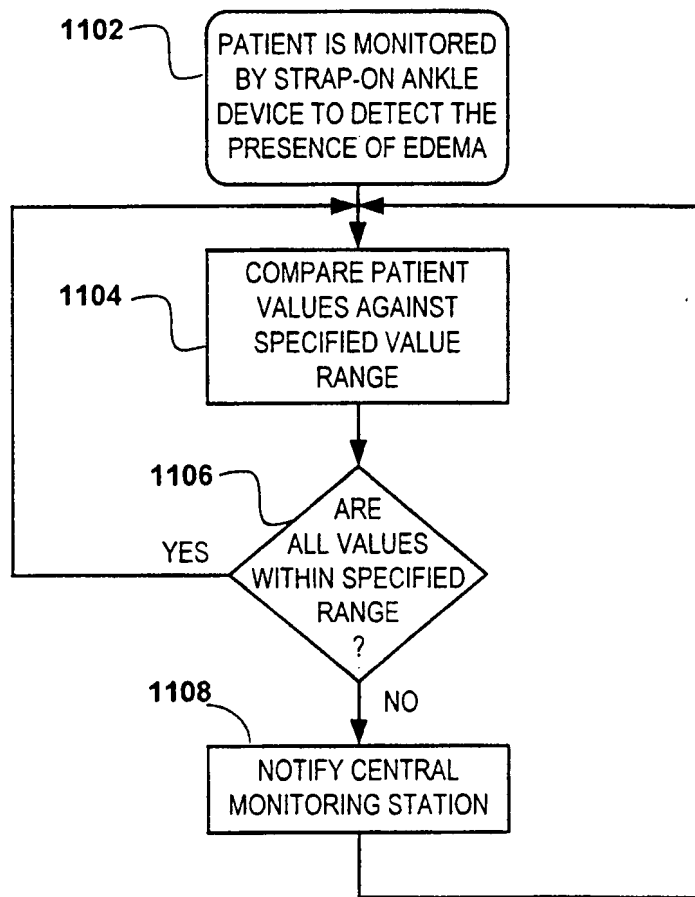 1102
PATIENT IS MONITORED
BY STRAP-ON ANKLE
DEVICE TO DETECT THE
PRESENCE OF EDEMA
1104
COMPARE PATIENT
VALUES AGAINST
SPECIFIED VALUE
RANGE
1106
ARE
ALL VALUES
WITHIN SPECIFIED
RANGE
?
YES
NO
1108
NOTIFY CENTRAL
MONITORING STATION